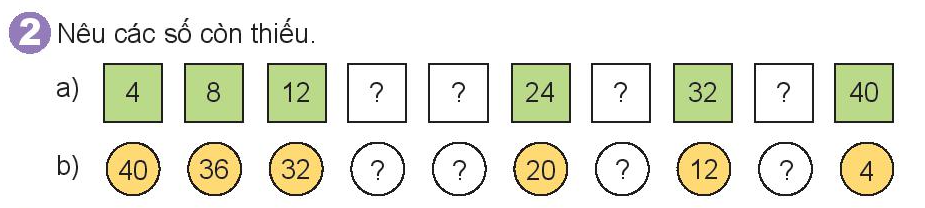 2 Nêu các số còn thiếu.
a) 4 8 12 ? ? 24 ? 32 ? 40
b) 40 36 32 ? ? 20 ? 12 ? 4